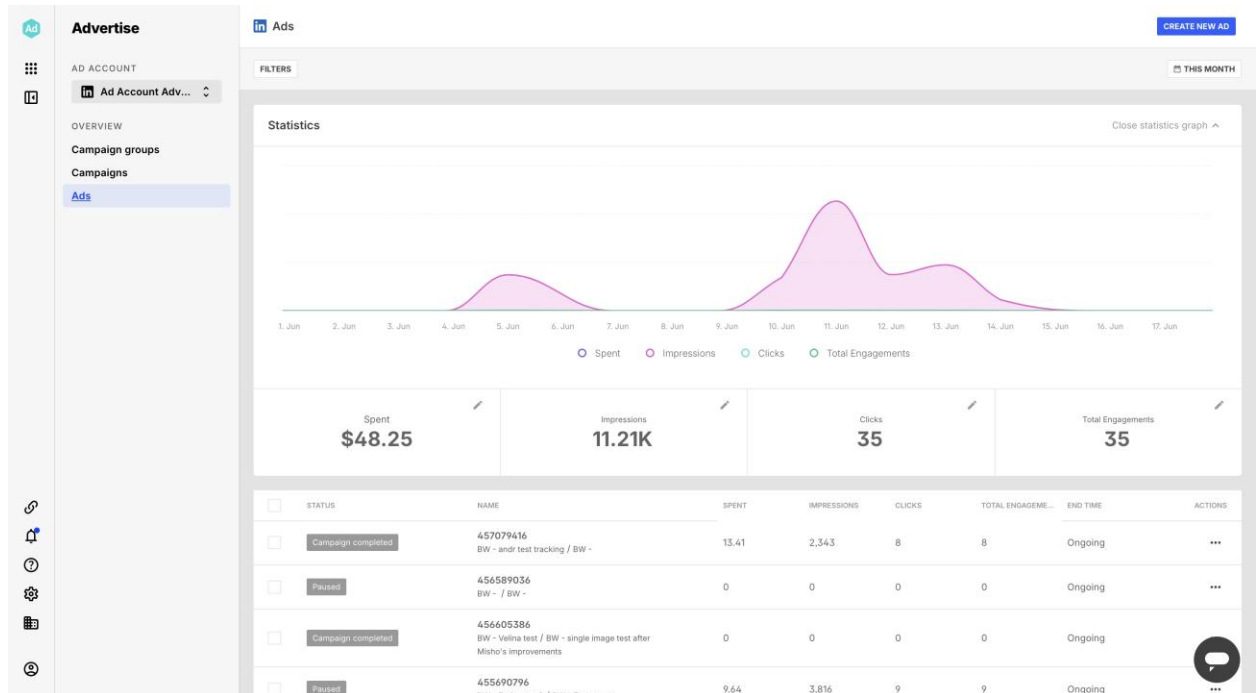 Ad
Advertise
in Ads
CREATE NEW AD
AD ACCOUNT
in Ad Account Adv...
FILTERS
THIS MONTH
OVERVIEW
Campaign groups
Campaigns
Ads
Statistics
Close statistics graph
1. Jun 2. Jun 3. Jun 4. Jun 5. Jun 6. Jun 7. Jun 8. Jun 9. Jun 10. Jun 11. Jun 12. Jun 13. Jun 14. Jun 15. Jun 16. Jun 17. Jun
Spent Impressions Clicks Total Engagements
Spent
$48.25
Impressions
11.21K
Clicks
35
Total Engagements
35
STATUS NAME SPENT IMPRESSIONS CLICKS TOTAL ENGAGEME... END TIME ACTIONS
Campaign completed 457079416 13.41 2,343 8 8 Ongoing
BW - andr test tracking / BW -
Paused 456589036 0 0 0 0 Ongoing
BW - / BW -
Campaign completed 456605386 0 0 0 0 Ongoing
BW - Velina test / BW - single image test after
Misho's improvements
Paused 455690796 9.64 3,816 9 9 Ongoing